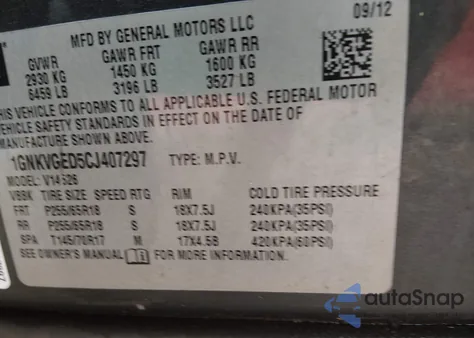 MFD BY GENERAL MOTORS LLC
09/12
GVWR GAWR FRT GAWR RR
2930 KG 1450 KG 1600 KG
6459 LB 3196 LB 3527 LB
THIS VEHICLE CONFORMS TO ALL APPLICABLE U.S. FEDERAL MOTOR
VEHICLE SAFETY STANDARDS IN EFFECT ON THE DATE OF
MANUFACTURE SHOWN ABOVE.
1GNKVGED5CJ407297 TYPE: M.P.V.
MODEL: V14526
VBBK TIRE SIZE SPEED RTG RIM COLD TIRE PRESSURE
FRT P255/65R18 S 18X7.5J 240KPA(35PSI)
RR P255/65R18 S 18X7.5J 240KPA(35PSI)
SPA T145/70R17 M 17X4.5B 420KPA(60PSI)
SEE OWNER'S MANUAL FOR MORE INFORMATION.
autoSnap